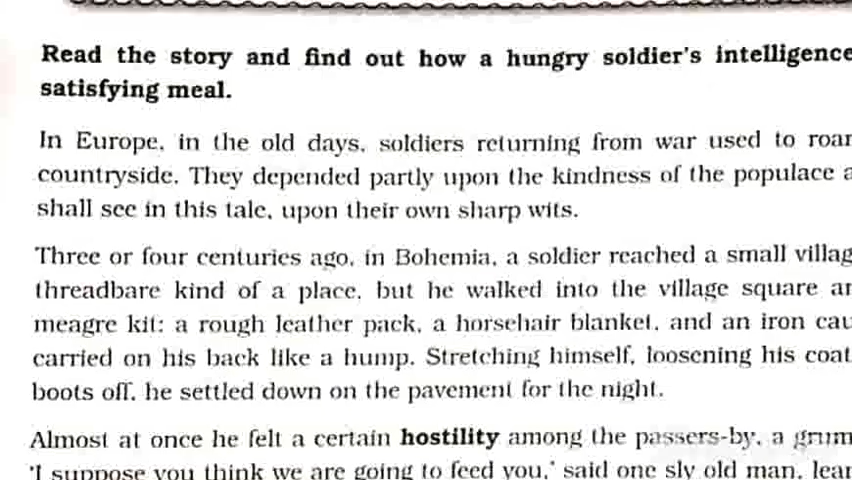 Read the story and find out how a hungry soldier's intelligence
satisfying meal.
In Europe, in the old days, soldiers returning from war used to roa
countryside. They depended partly upon the kindness of the populace a
shall see in this tale, upon their own sharp wits.
Three or four centuries ago, in Bohemia, a soldier reached a small villag
threadbare kind of a place, but he walked into the village square a
meagre kit: a rough leather pack, a horsehair blanket, and an iron cau
carried on his back like a hump. Stretching himself, loosening his coat
boots off, he settled down on the pavement for the night.
Almost at once he felt a certain hostility among the passers-by, a grum
'I suppose you think we are going to feed you,' said one sly old man, lea